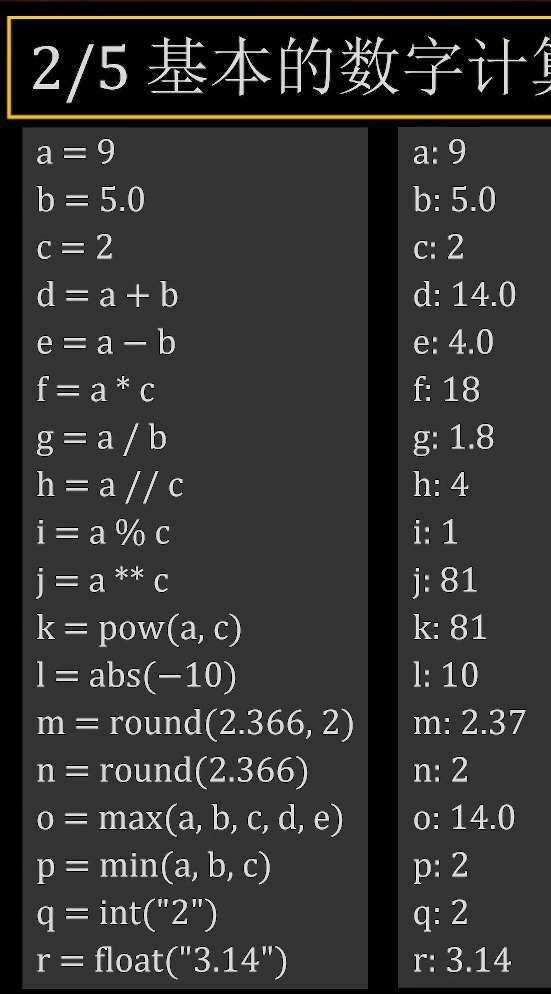 2/5 基本的数字计算
a = 9
b = 5.0
c = 2
d = a + b
e = a − b
f = a * c
g = a / b
h = a // c
i = a % c
j = a ** c
k = pow(a, c)
l = abs(−10)
m = round(2.366, 2)
n = round(2.366)
o = max(a, b, c, d, e)
p = min(a, b, c)
q = int("2")
r = float("3.14")
a: 9
b: 5.0
c: 2
d: 14.0
e: 4.0
f: 18
g: 1.8
h: 4
i: 1
j: 81
k: 81
l: 10
m: 2.37
n: 2
o: 14.0
p: 2
q: 2
r: 3.14